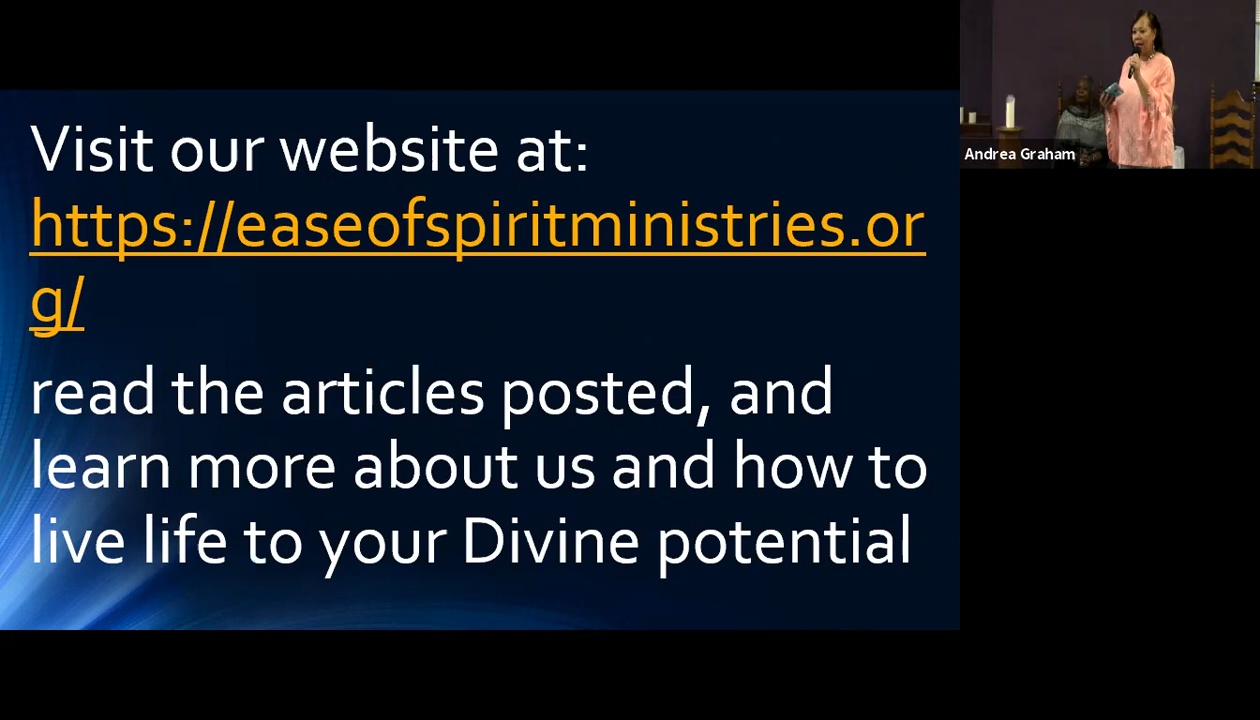 Visit our website at:
https://easeofspiritministries.or
g/
read the articles posted, and
learn more about us and how to
live life to your Divine potential
Andrea Graham